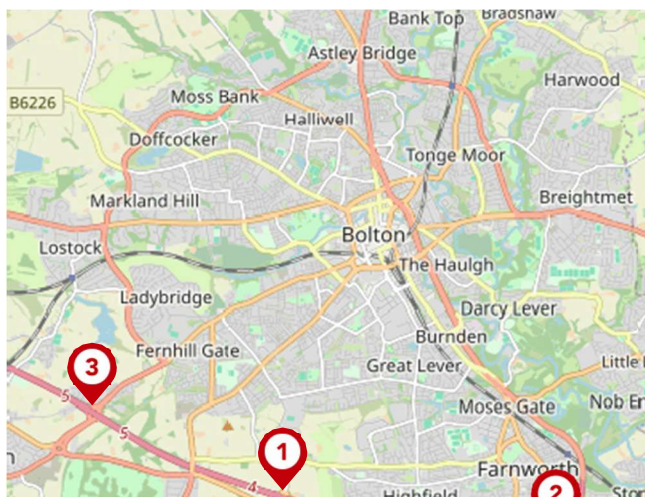 Bank Top
Bradshaw
Astley Bridge
Harwood
Moss Bank
B6226
Halliwell
Doffcocker
Tonge Moor
Markland Hill
Breightmet
Bolton
Lostock
The Haulgh
Ladybridge
Darcy Lever
Burnden
Fernhill Gate
Little
Great Lever
3
5
Nob En
Moses Gate
5
1
Farnworth
4
2
Highfield
Ston